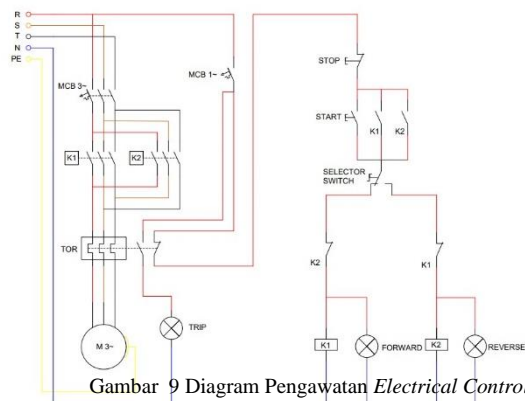 R
S
T
N
PE
MCB 3~
MCB 1~
STOP
START
K1
K2
K1
K2
SELECTOR
SWITCH
TOR
K2
K1
M 3~
TRIP
K1
FORWARD
K2
REVERSE
Gambar 9 Diagram Pengawatan Electrical Control